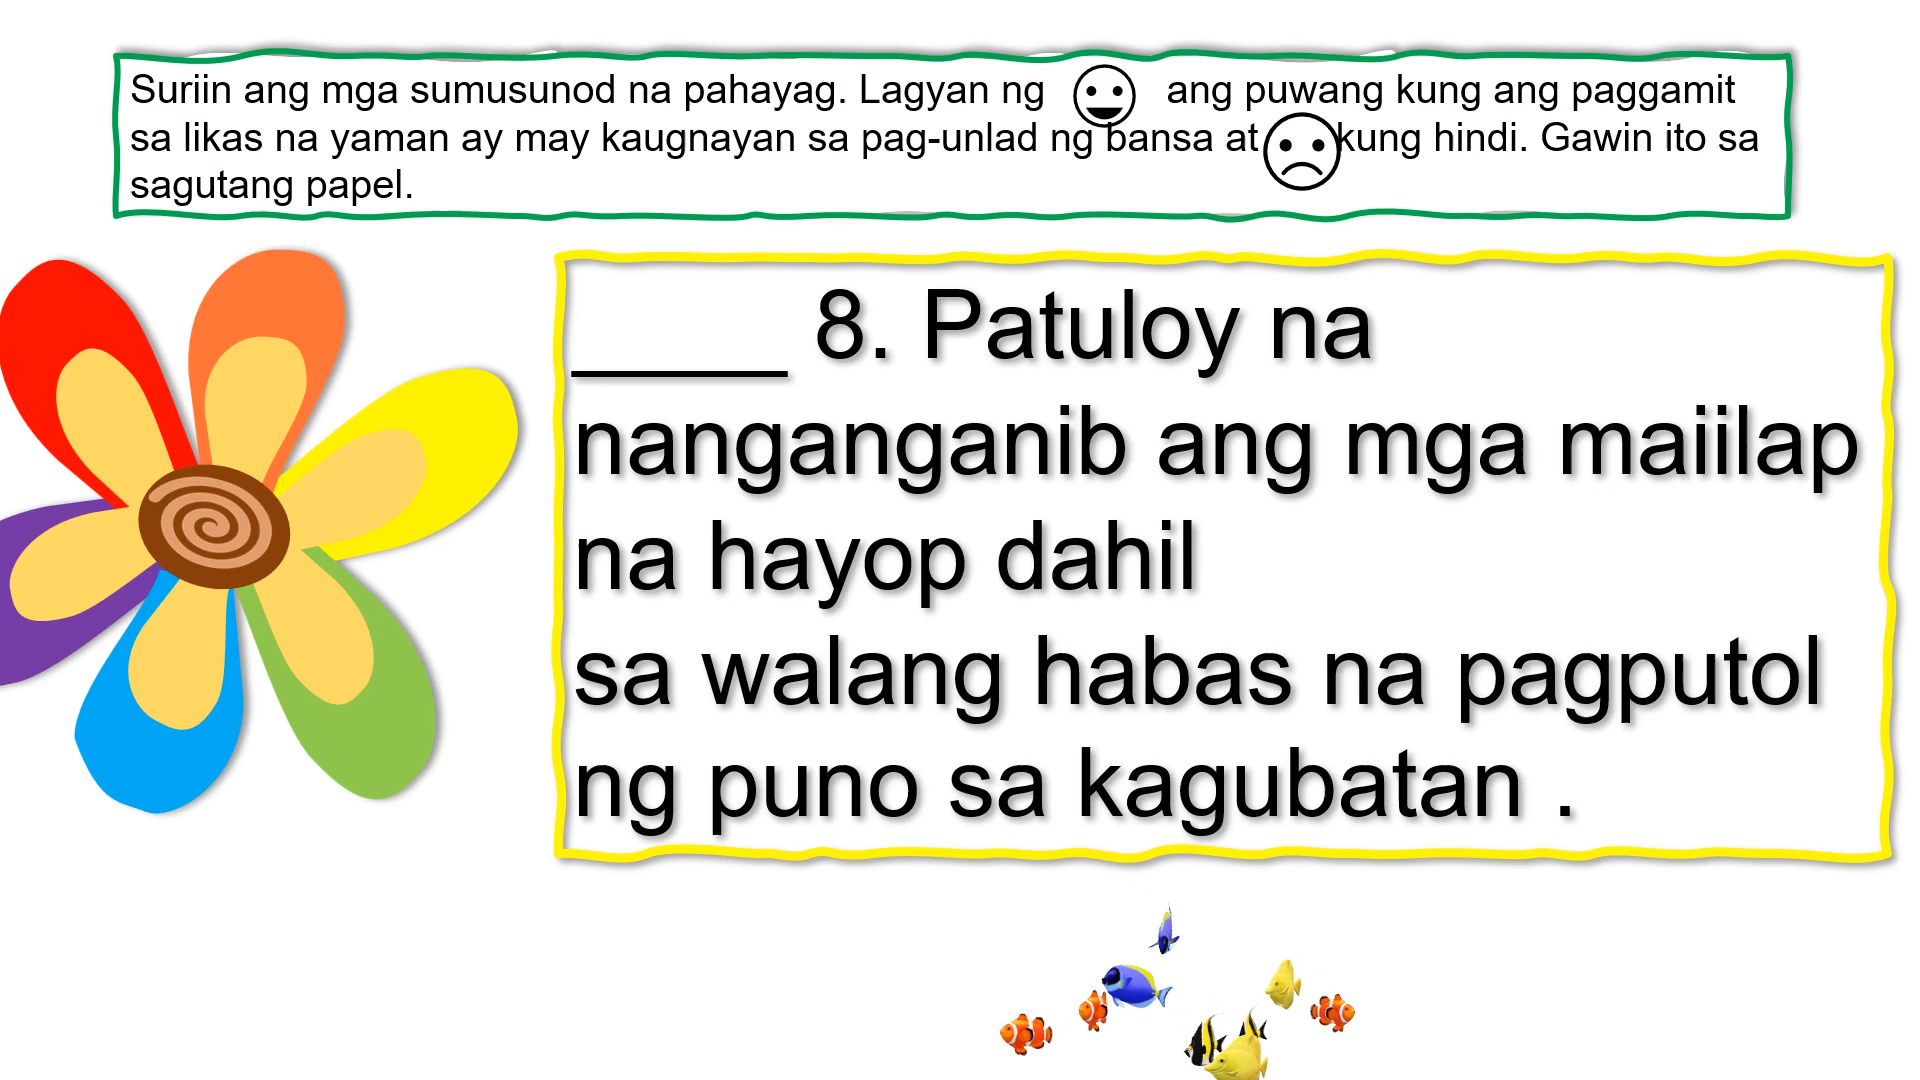 Suriin ang mga sumusunod na pahayag. Lagyan ng ang puwang kung ang paggamit
sa likas na yaman ay may kaugnayan sa pag-unlad ng bansa at kung hindi. Gawin ito sa
sagutang papel.
_____ 8. Patuloy na
nanganganib ang mga maiilap
na hayop dahil
sa walang habas na pagputol
ng puno sa kagubatan .